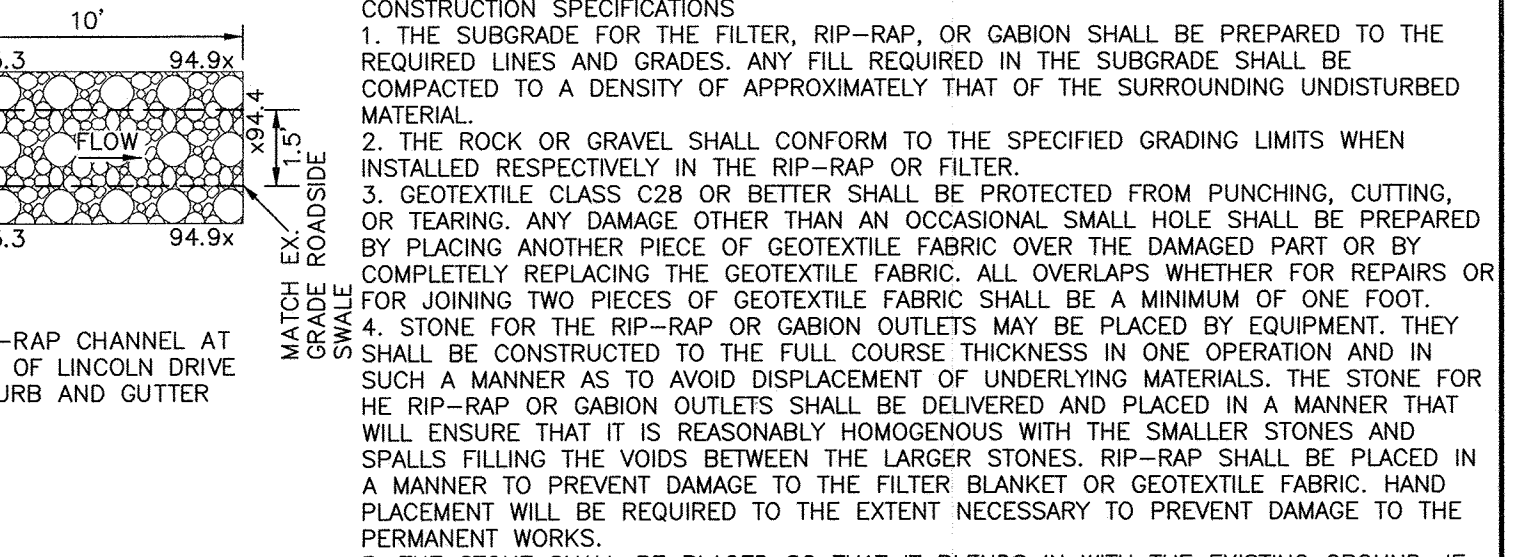 10'
5.3 94.9x
x94.4
1.5'
FLOW
5.3 94.9x
MATCH EX.
GRADE ROADSIDE
SWALE
-RAP CHANNEL AT
OF LINCOLN DRIVE
URB AND GUTTER
CONSTRUCTION SPECIFICATIONS
1. THE SUBGRADE FOR THE FILTER, RIP-RAP, OR GABION SHALL BE PREPARED TO THE
REQUIRED LINES AND GRADES. ANY FILL REQUIRED IN THE SUBGRADE SHALL BE
COMPACTED TO A DENSITY OF APPROXIMATELY THAT OF THE SURROUNDING UNDISTURBED
MATERIAL.
2. THE ROCK OR GRAVEL SHALL CONFORM TO THE SPECIFIED GRADING LIMITS WHEN
INSTALLED RESPECTIVELY IN THE RIP-RAP OR FILTER.
3. GEOTEXTILE CLASS C28 OR BETTER SHALL BE PROTECTED FROM PUNCHING, CUTTING,
OR TEARING. ANY DAMAGE OTHER THAN AN OCCASIONAL SMALL HOLE SHALL BE PREPARED
BY PLACING ANOTHER PIECE OF GEOTEXTILE FABRIC OVER THE DAMAGED PART OR BY
COMPLETELY REPLACING THE GEOTEXTILE FABRIC. ALL OVERLAPS WHETHER FOR REPAIRS OR
FOR JOINING TWO PIECES OF GEOTEXTILE FABRIC SHALL BE A MINIMUM OF ONE FOOT.
4. STONE FOR THE RIP-RAP OR GABION OUTLETS MAY BE PLACED BY EQUIPMENT. THEY
SHALL BE CONSTRUCTED TO THE FULL COURSE THICKNESS IN ONE OPERATION AND IN
SUCH A MANNER AS TO AVOID DISPLACEMENT OF UNDERLYING MATERIALS. THE STONE FOR
HE RIP-RAP OR GABION OUTLETS SHALL BE DELIVERED AND PLACED IN A MANNER THAT
WILL ENSURE THAT IT IS REASONABLY HOMOGENOUS WITH THE SMALLER STONES AND
SPALLS FILLING THE VOIDS BETWEEN THE LARGER STONES. RIP-RAP SHALL BE PLACED IN
A MANNER TO PREVENT DAMAGE TO THE FILTER BLANKET OR GEOTEXTILE FABRIC. HAND
PLACEMENT WILL BE REQUIRED TO THE EXTENT NECESSARY TO PREVENT DAMAGE TO THE
PERMANENT WORKS.